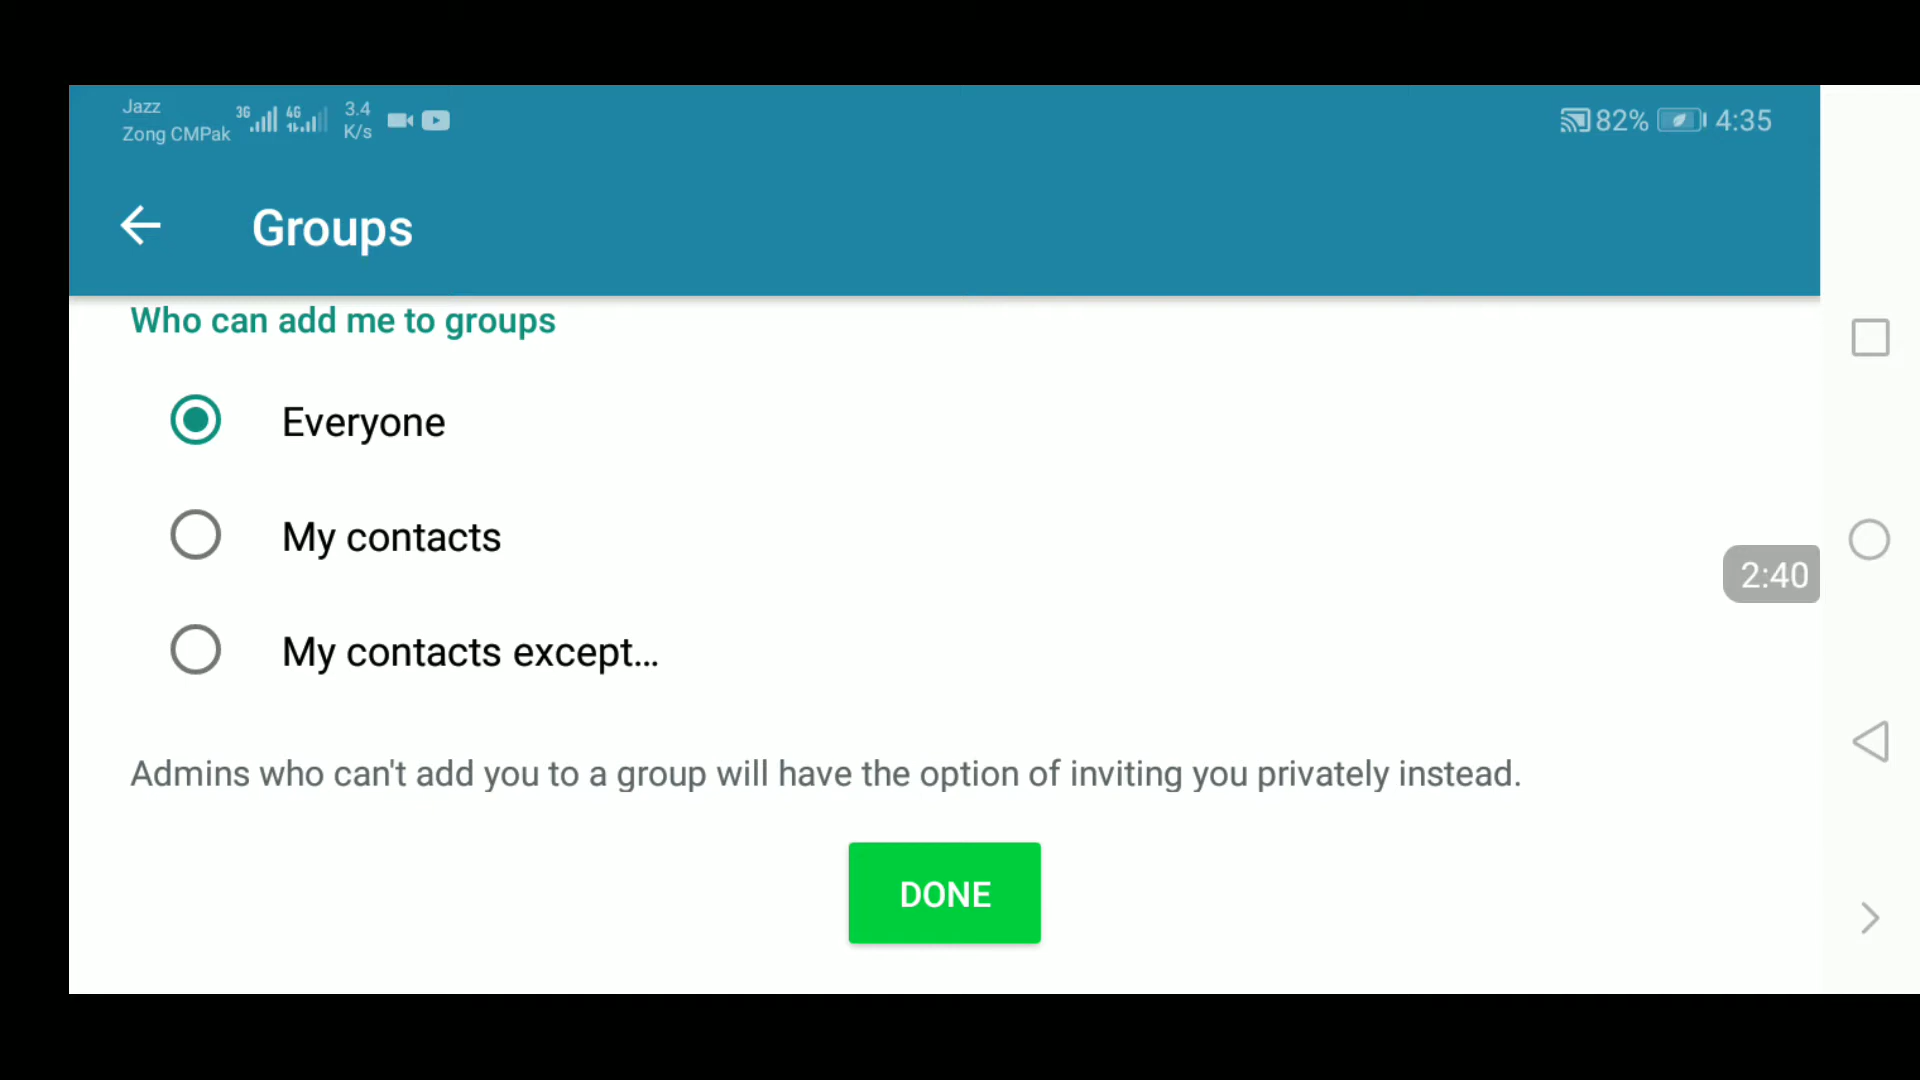 Jazz
Zong CMPak
3G
4G
3.4
K/s
82%
4:35
Groups
Who can add me to groups
Everyone
My contacts
2:40
My contacts except...
Admins who can't add you to a group will have the option of inviting you privately instead.
DONE